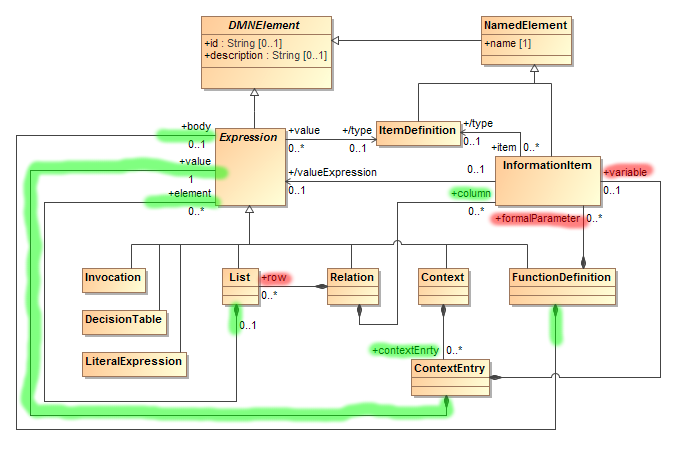 DMNElement
+id : String [0..1]
+description : String [0..1]
NamedElement
+name [1]
+body
0..1
+value
1
+element
0..*
Expression
+value
0..*
+/type
0..1
ItemDefinition
+/type
0..1
+item
0..*
+/valueExpression
0..1
0..1
InformationItem
+variable
0..1
+column
0..*
+formalParameter
0..*
Invocation
DecisionTable
LiteralExpression
List
+row
0..*
0..1
Relation
Context
FunctionDefinition
+contextEnrty
0..*
ContextEntry